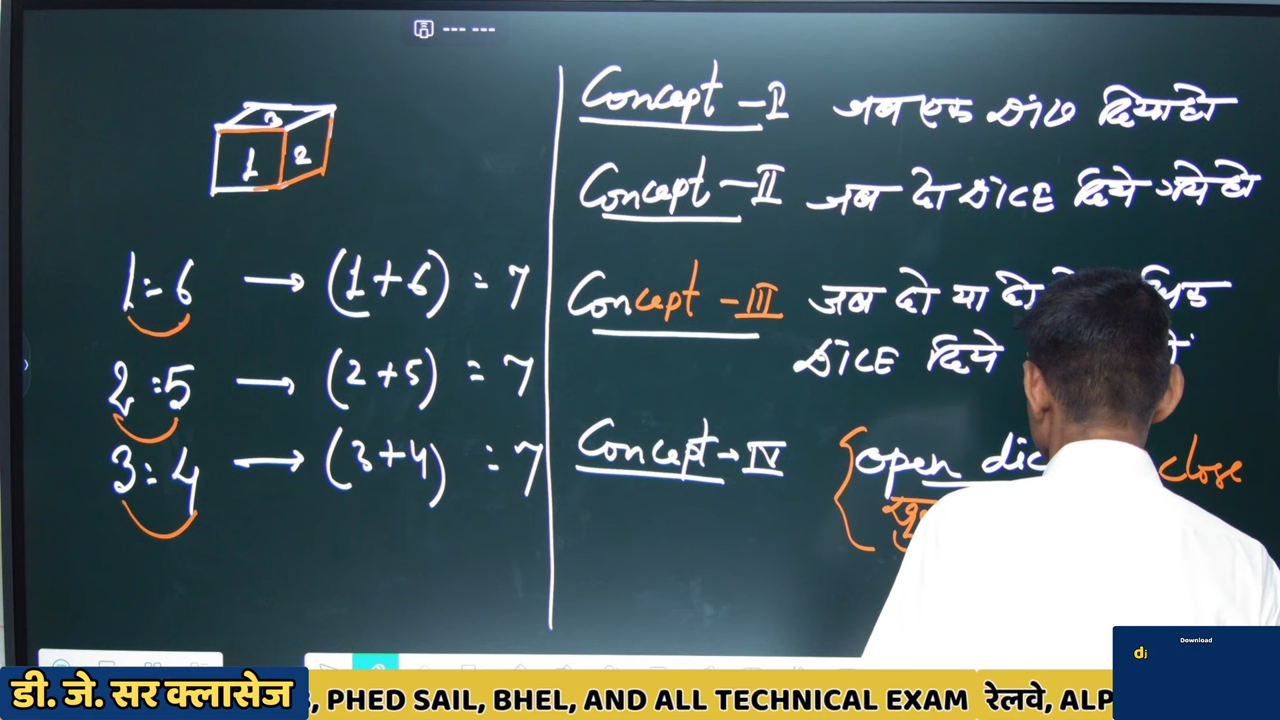 3
1 2
1:6 → (1+6) = 7
2:5 → (2+5) = 7
3:4 → (3+4) = 7
Concept - I जब एक DICE दिया हो
Concept - II जब दो DICE दिये गये हो
Concept - III जब दो या दो
DICE दिये
Concept → IV open close
डी. जे. सर क्लासेज
, PHED SAIL, BHEL, AND ALL TECHNICAL EXAM रेलवे, ALP
Download
di